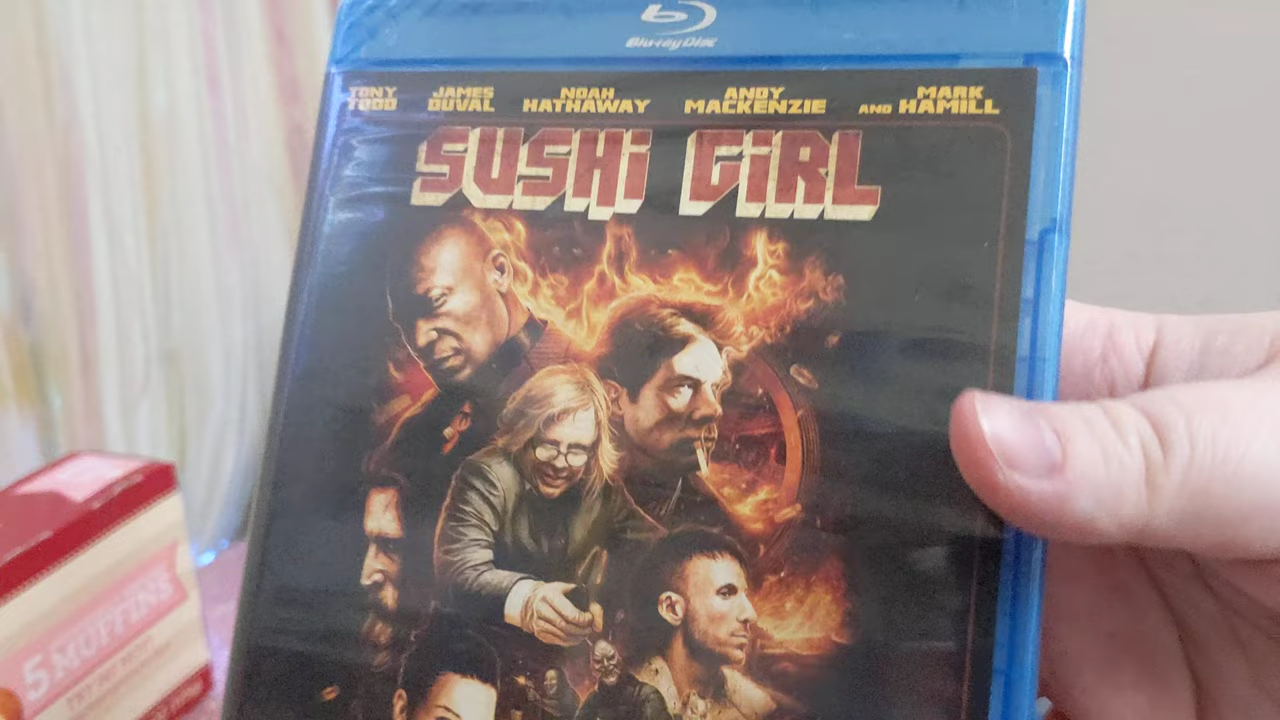 Blu-ray Disc
TONY TODD JAMES DUVAL NOAH HATHAWAY ANDY MACKENZIE AND MARK HAMILL
SUSHI GIRL
5 MUFFINS